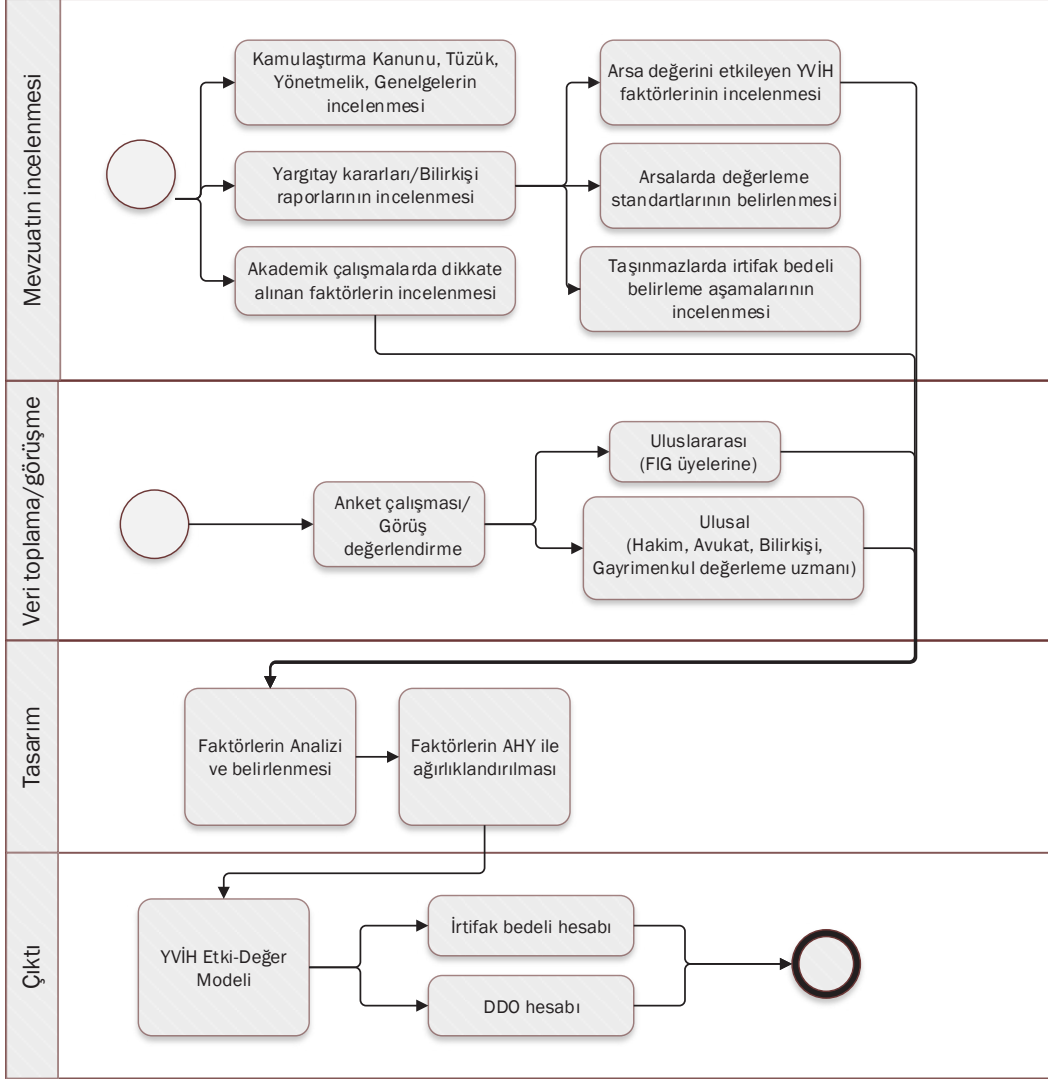 Mevzuatın incelenmesi
Kamulaştırma Kanunu, Tüzük,
Yönetmelik, Genelgelerin
incelenmesi
Yargıtay kararları/Bilirkişi
raporlarının incelenmesi
Akademik çalışmalarda dikkate
alınan faktörlerin incelenmesi
Arsa değerini etkileyen YVİH
faktörlerinin incelenmesi
Arsalarda değerleme
standartlarının belirlenmesi
Taşınmazlarda irtifak bedeli
belirleme aşamalarının
incelenmesi
Veri toplama/görüşme
Anket çalışması/
Görüş
değerlendirme
Uluslararası
(FIG üyelerine)
Ulusal
(Hakim, Avukat, Bilirkişi,
Gayrimenkul değerleme uzmanı)
Tasarım
Faktörlerin Analizi
ve belirlenmesi
Faktörlerin AHY ile
ağırlıklandırılması
Çıktı
YVİH Etki-Değer
Modeli
İrtifak bedeli hesabı
DDO hesabı